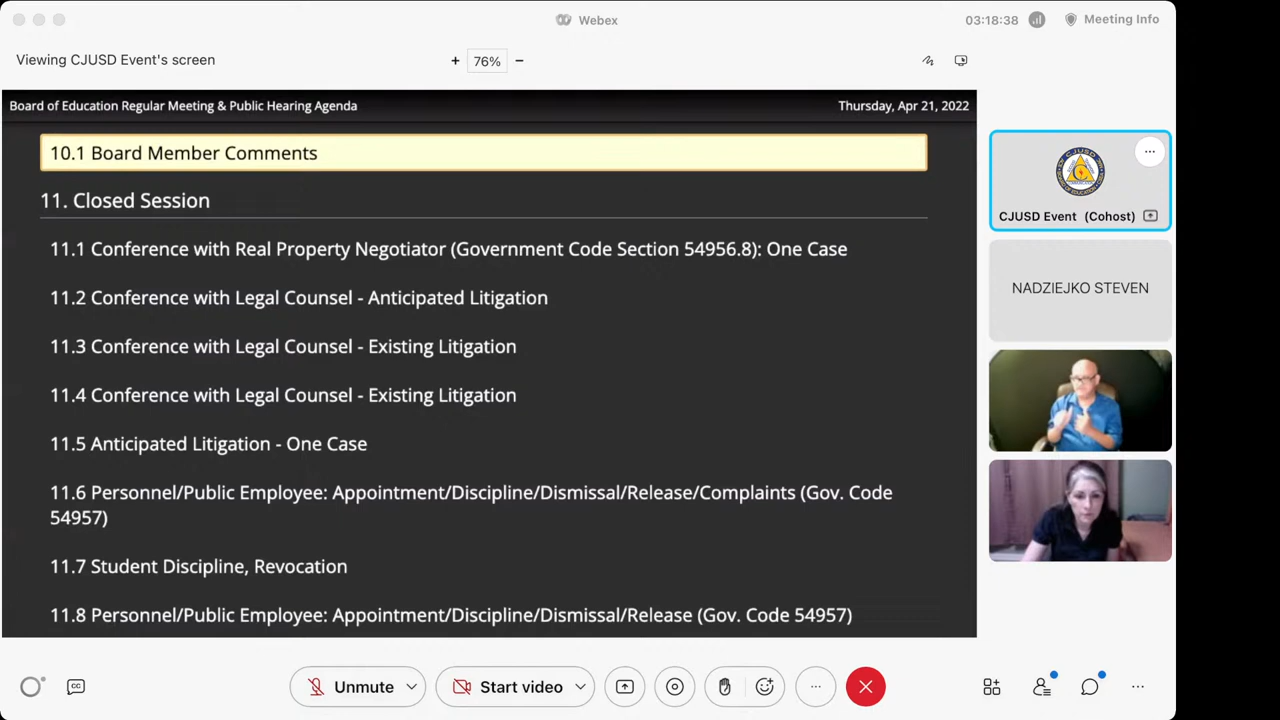 Webex
03:18:38
Meeting Info
Viewing CJUSD Event's screen
+ 76% −
Board of Education Regular Meeting & Public Hearing Agenda
Thursday, Apr 21, 2022
10.1 Board Member Comments
11. Closed Session
11.1 Conference with Real Property Negotiator (Government Code Section 54956.8): One Case
11.2 Conference with Legal Counsel - Anticipated Litigation
11.3 Conference with Legal Counsel - Existing Litigation
11.4 Conference with Legal Counsel - Existing Litigation
11.5 Anticipated Litigation - One Case
11.6 Personnel/Public Employee: Appointment/Discipline/Dismissal/Release/Complaints (Gov. Code
54957)
11.7 Student Discipline, Revocation
11.8 Personnel/Public Employee: Appointment/Discipline/Dismissal/Release (Gov. Code 54957)
CJUSD
CJUSD Event (Cohost)
NADZIEJKO STEVEN
CC
Unmute
Start video